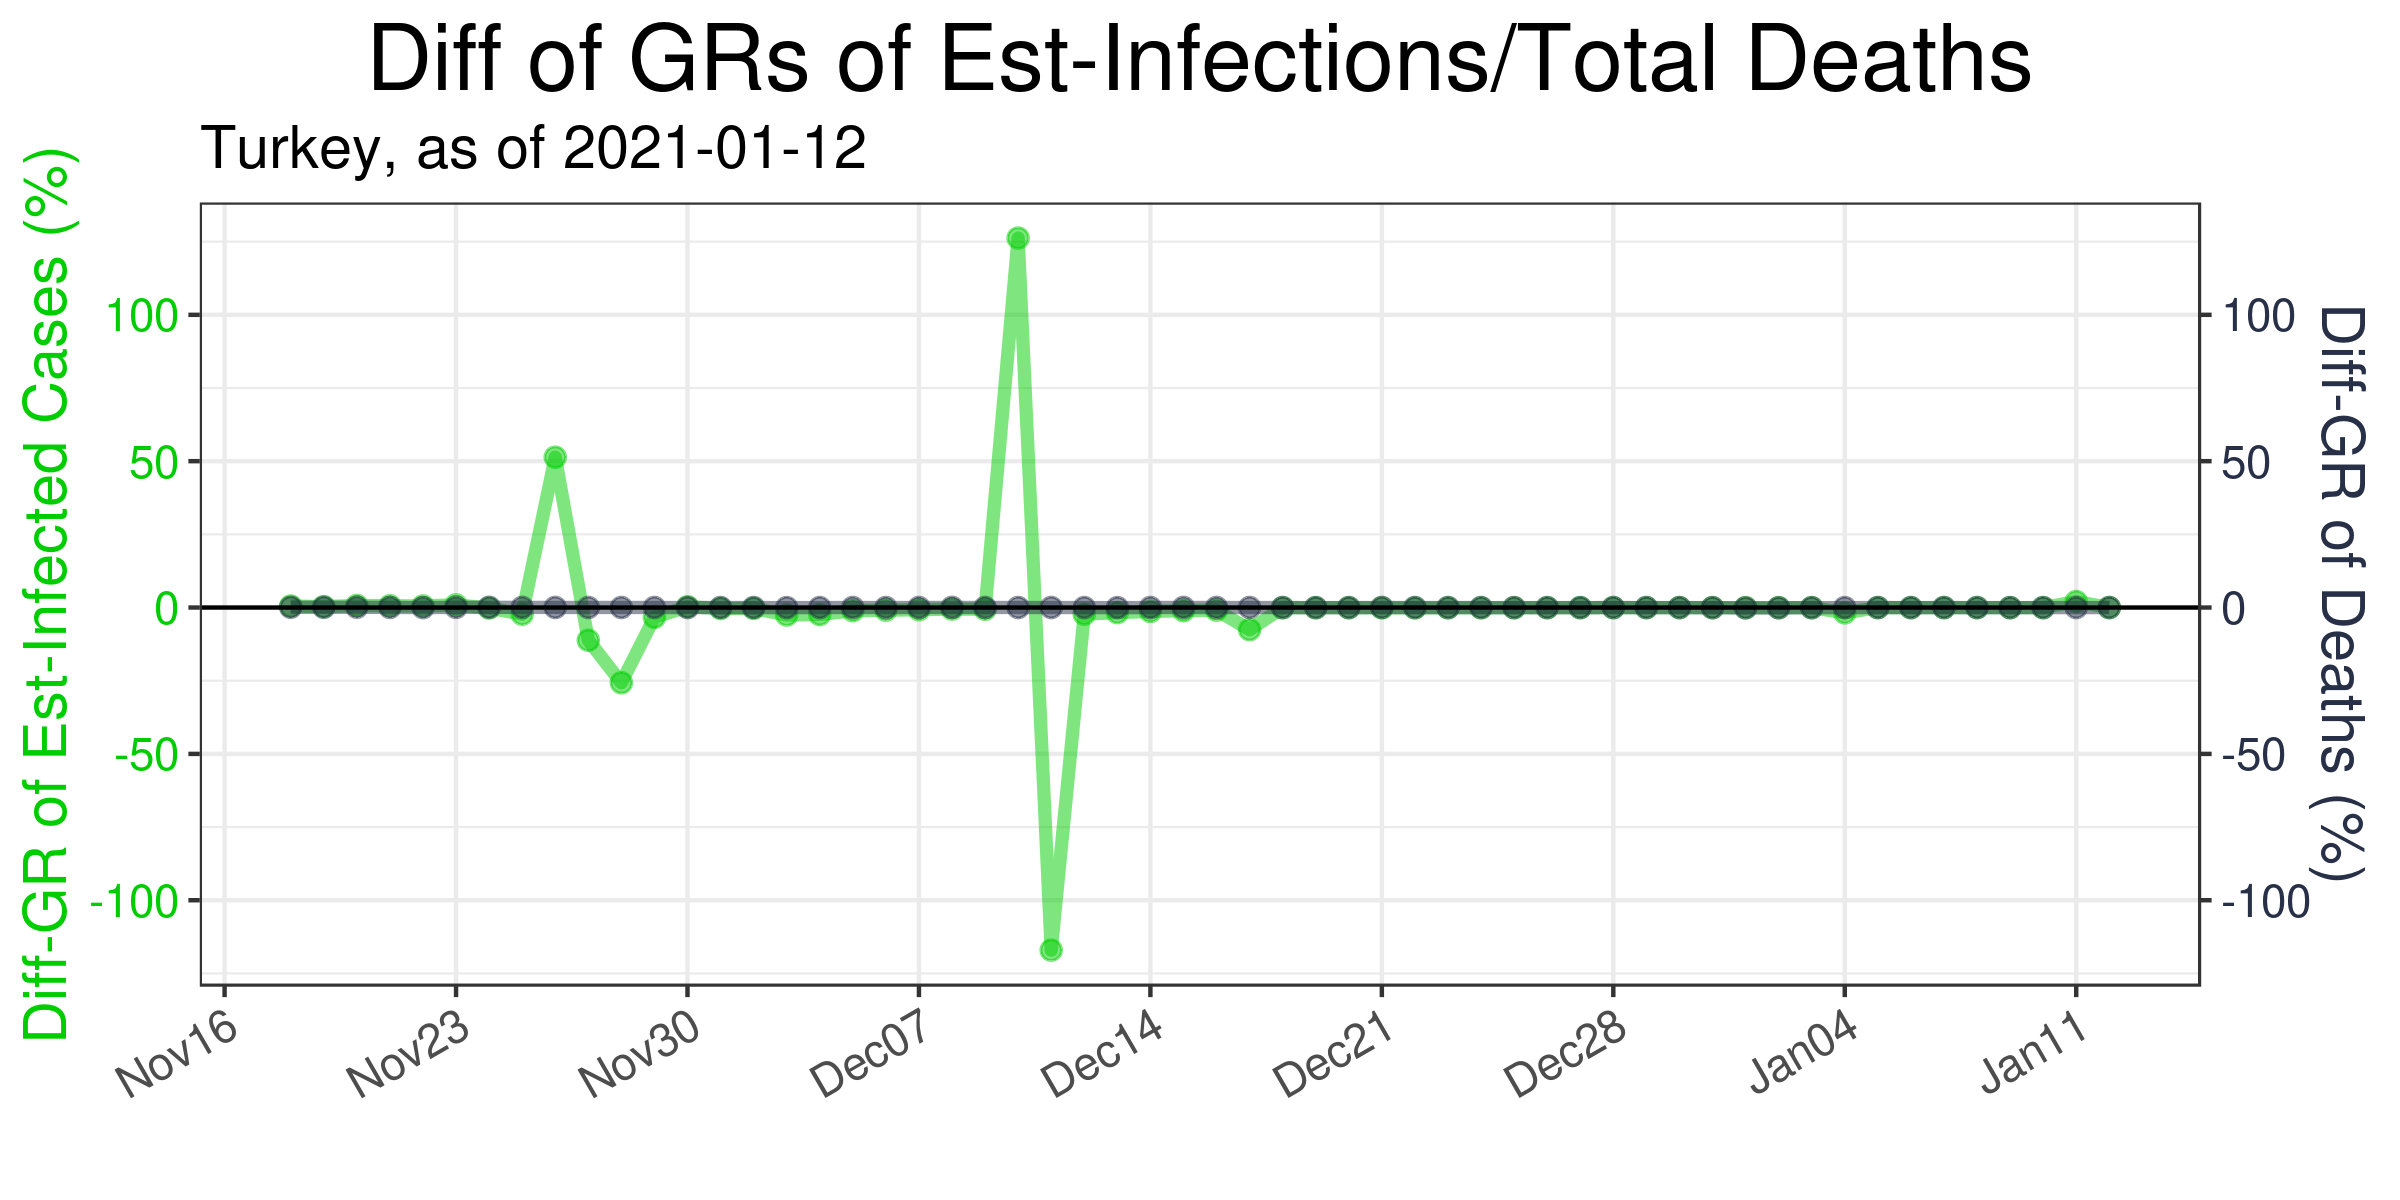 Diff of GRs of Est-Infections/Total Deaths
Turkey, as of 2021-01-12
Diff-GR of Est-Infected Cases (%)
100
50
0
-50
-100
100
50
0
-50
-100
Diff-GR of Deaths (%)
Nov16
Nov23
Nov30
Dec07
Dec14
Dec21
Dec28
Jan04
Jan11